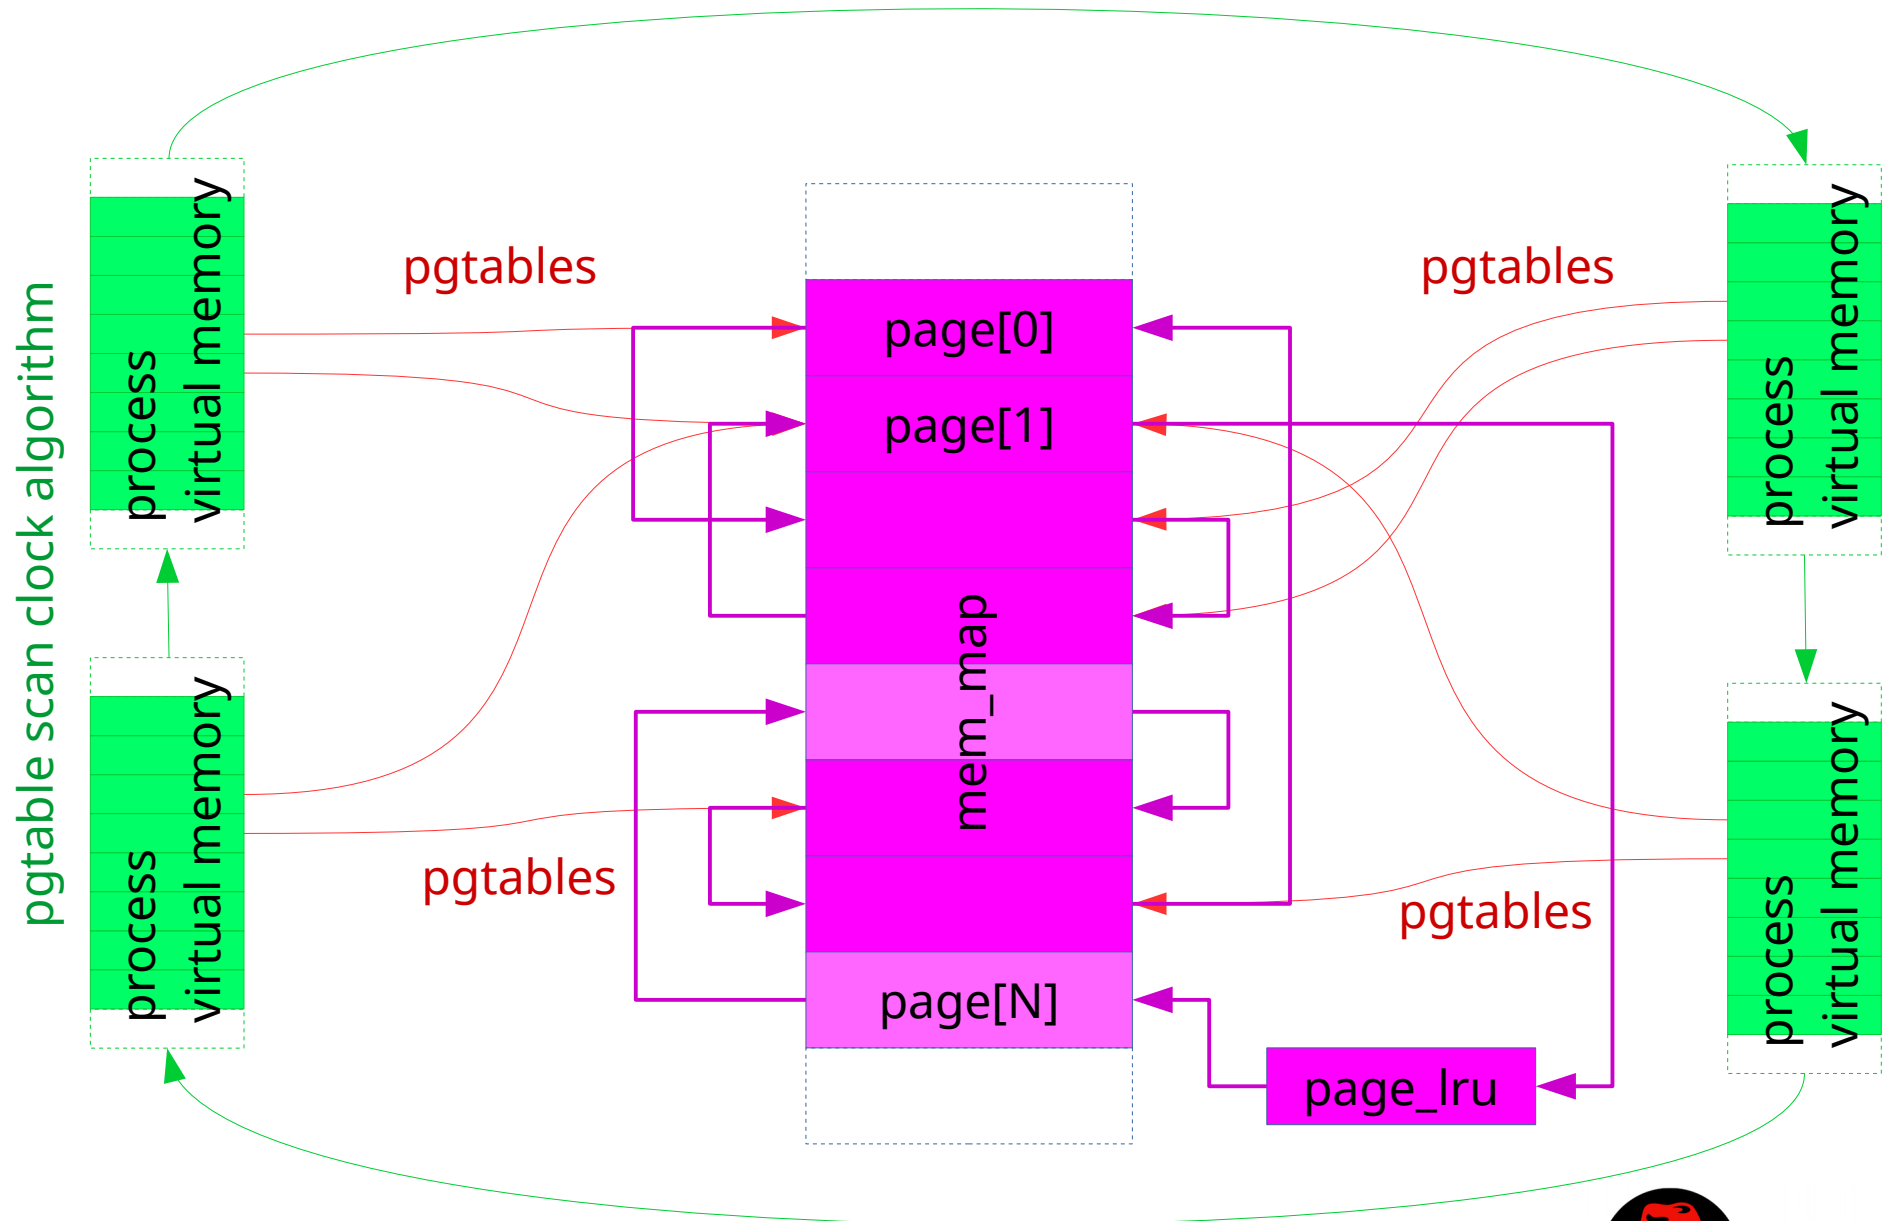 pgtable scan clock algorithm
process
virtual memory
pgtables
page[0]
page[1]
mem_map
pgtables
process
virtual memory
process
virtual memory
pgtables
page[N]
page_lru
pgtables
process
virtual memory